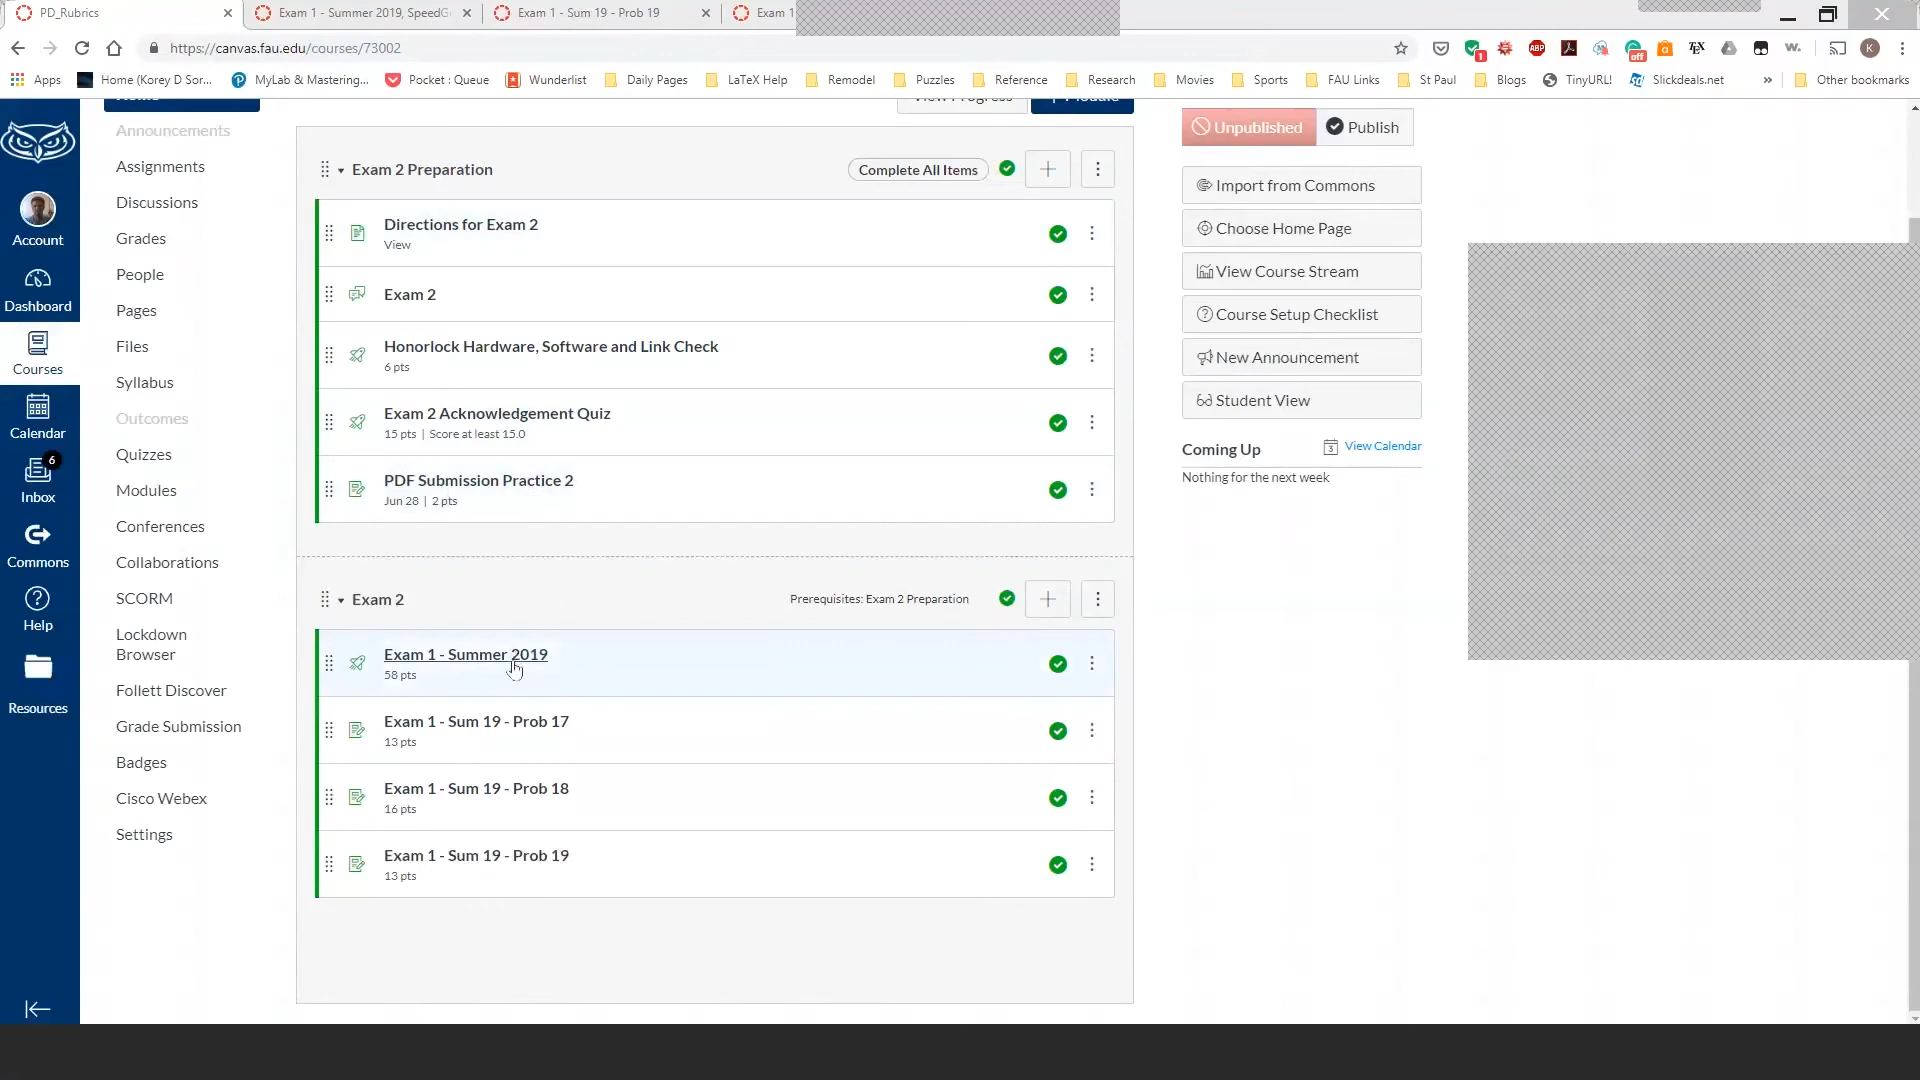 PD_Rubrics
Exam 1 - Summer 2019, SpeedG
Exam 1 - Sum 19 - Prob 19
Exam 1
https://canvas.fau.edu/courses/73002
1
ABP
off
TEX
W.
K
Apps
Home (Korey D Sor...
MyLab & Mastering...
Pocket : Queue
Wunderlist
Daily Pages
LaTeX Help
Remodel
Puzzles
Reference
Research
Movies
Sports
FAU Links
St Paul
Blogs
TinyURL!
Slickdeals.net
»
Other bookmarks
Account
Dashboard
Courses
Calendar
6
Inbox
Commons
Help
Resources
Home
Announcements
Assignments
Discussions
Grades
People
Pages
Files
Syllabus
Outcomes
Quizzes
Modules
Conferences
Collaborations
SCORM
Lockdown
Browser
Follett Discover
Grade Submission
Badges
Cisco Webex
Settings
View Progress
+ Module
Exam 2 Preparation
Complete All Items
Directions for Exam 2
View
Exam 2
Honorlock Hardware, Software and Link Check
6 pts
Exam 2 Acknowledgement Quiz
15 pts | Score at least 15.0
PDF Submission Practice 2
Jun 28 | 2 pts
Exam 2
Prerequisites: Exam 2 Preparation
Exam 1 - Summer 2019
58 pts
Exam 1 - Sum 19 - Prob 17
13 pts
Exam 1 - Sum 19 - Prob 18
16 pts
Exam 1 - Sum 19 - Prob 19
13 pts
Unpublished
Publish
Import from Commons
Choose Home Page
View Course Stream
Course Setup Checklist
New Announcement
Student View
Coming Up
3
View Calendar
Nothing for the next week